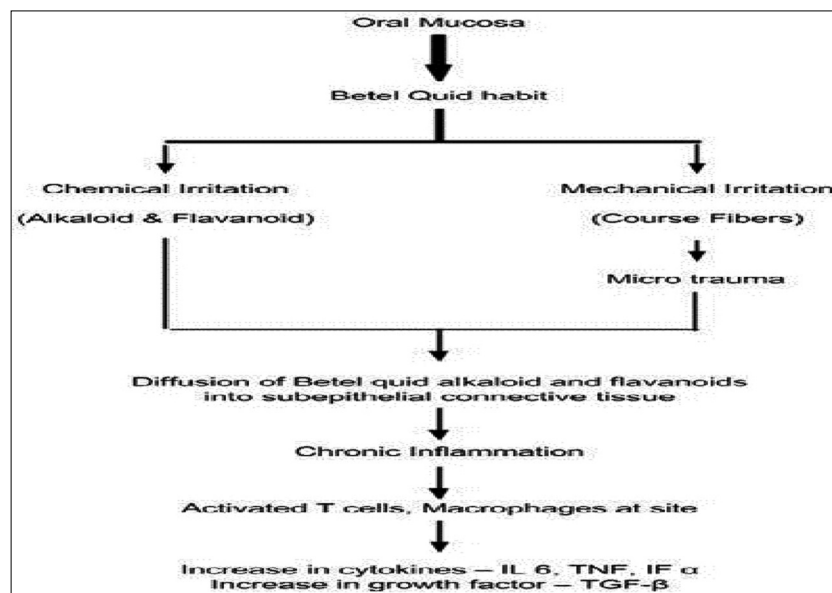 Oral Mucosa
Betel Quid habit
Chemical Irritation
(Alkaloid & Flavanoid)
Mechanical Irritation
(Course Fibers)
Micro trauma
Diffusion of Betel quid alkaloid and flavanoids
into subepithelial connective tissue
Chronic Inflammation
Activated T cells, Macrophages at site
Increase in cytokines – IL 6, TNF, IF α
Increase in growth factor – TGF-β